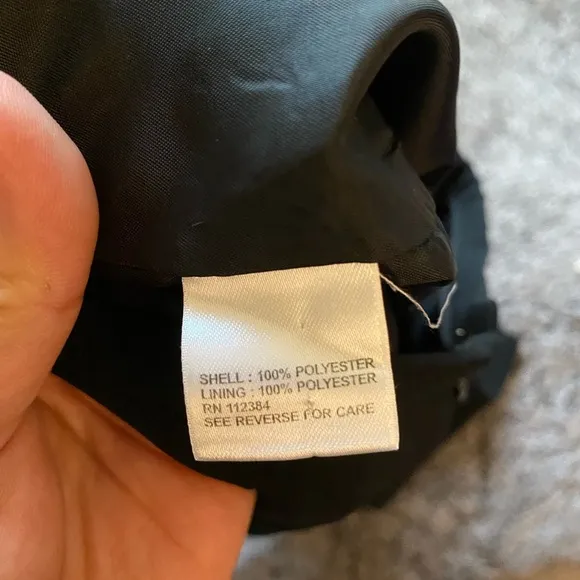 SHELL : 100% POLYESTER
LINING : 100% POLYESTER
RN 112384
SEE REVERSE FOR CARE